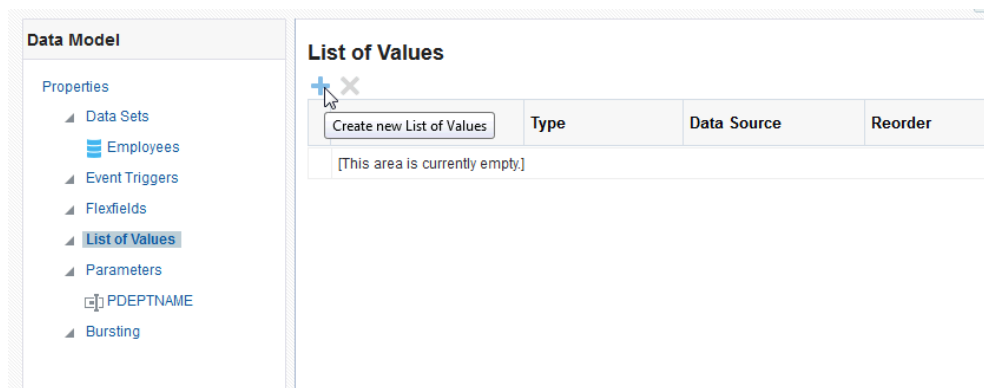 Data Model
Properties
Data Sets
Employees
Event Triggers
Flexfields
List of Values
Parameters
PDEPTNAME
Bursting
List of Values
Create new List of Values
Type
Data Source
Reorder
[This area is currently empty.]